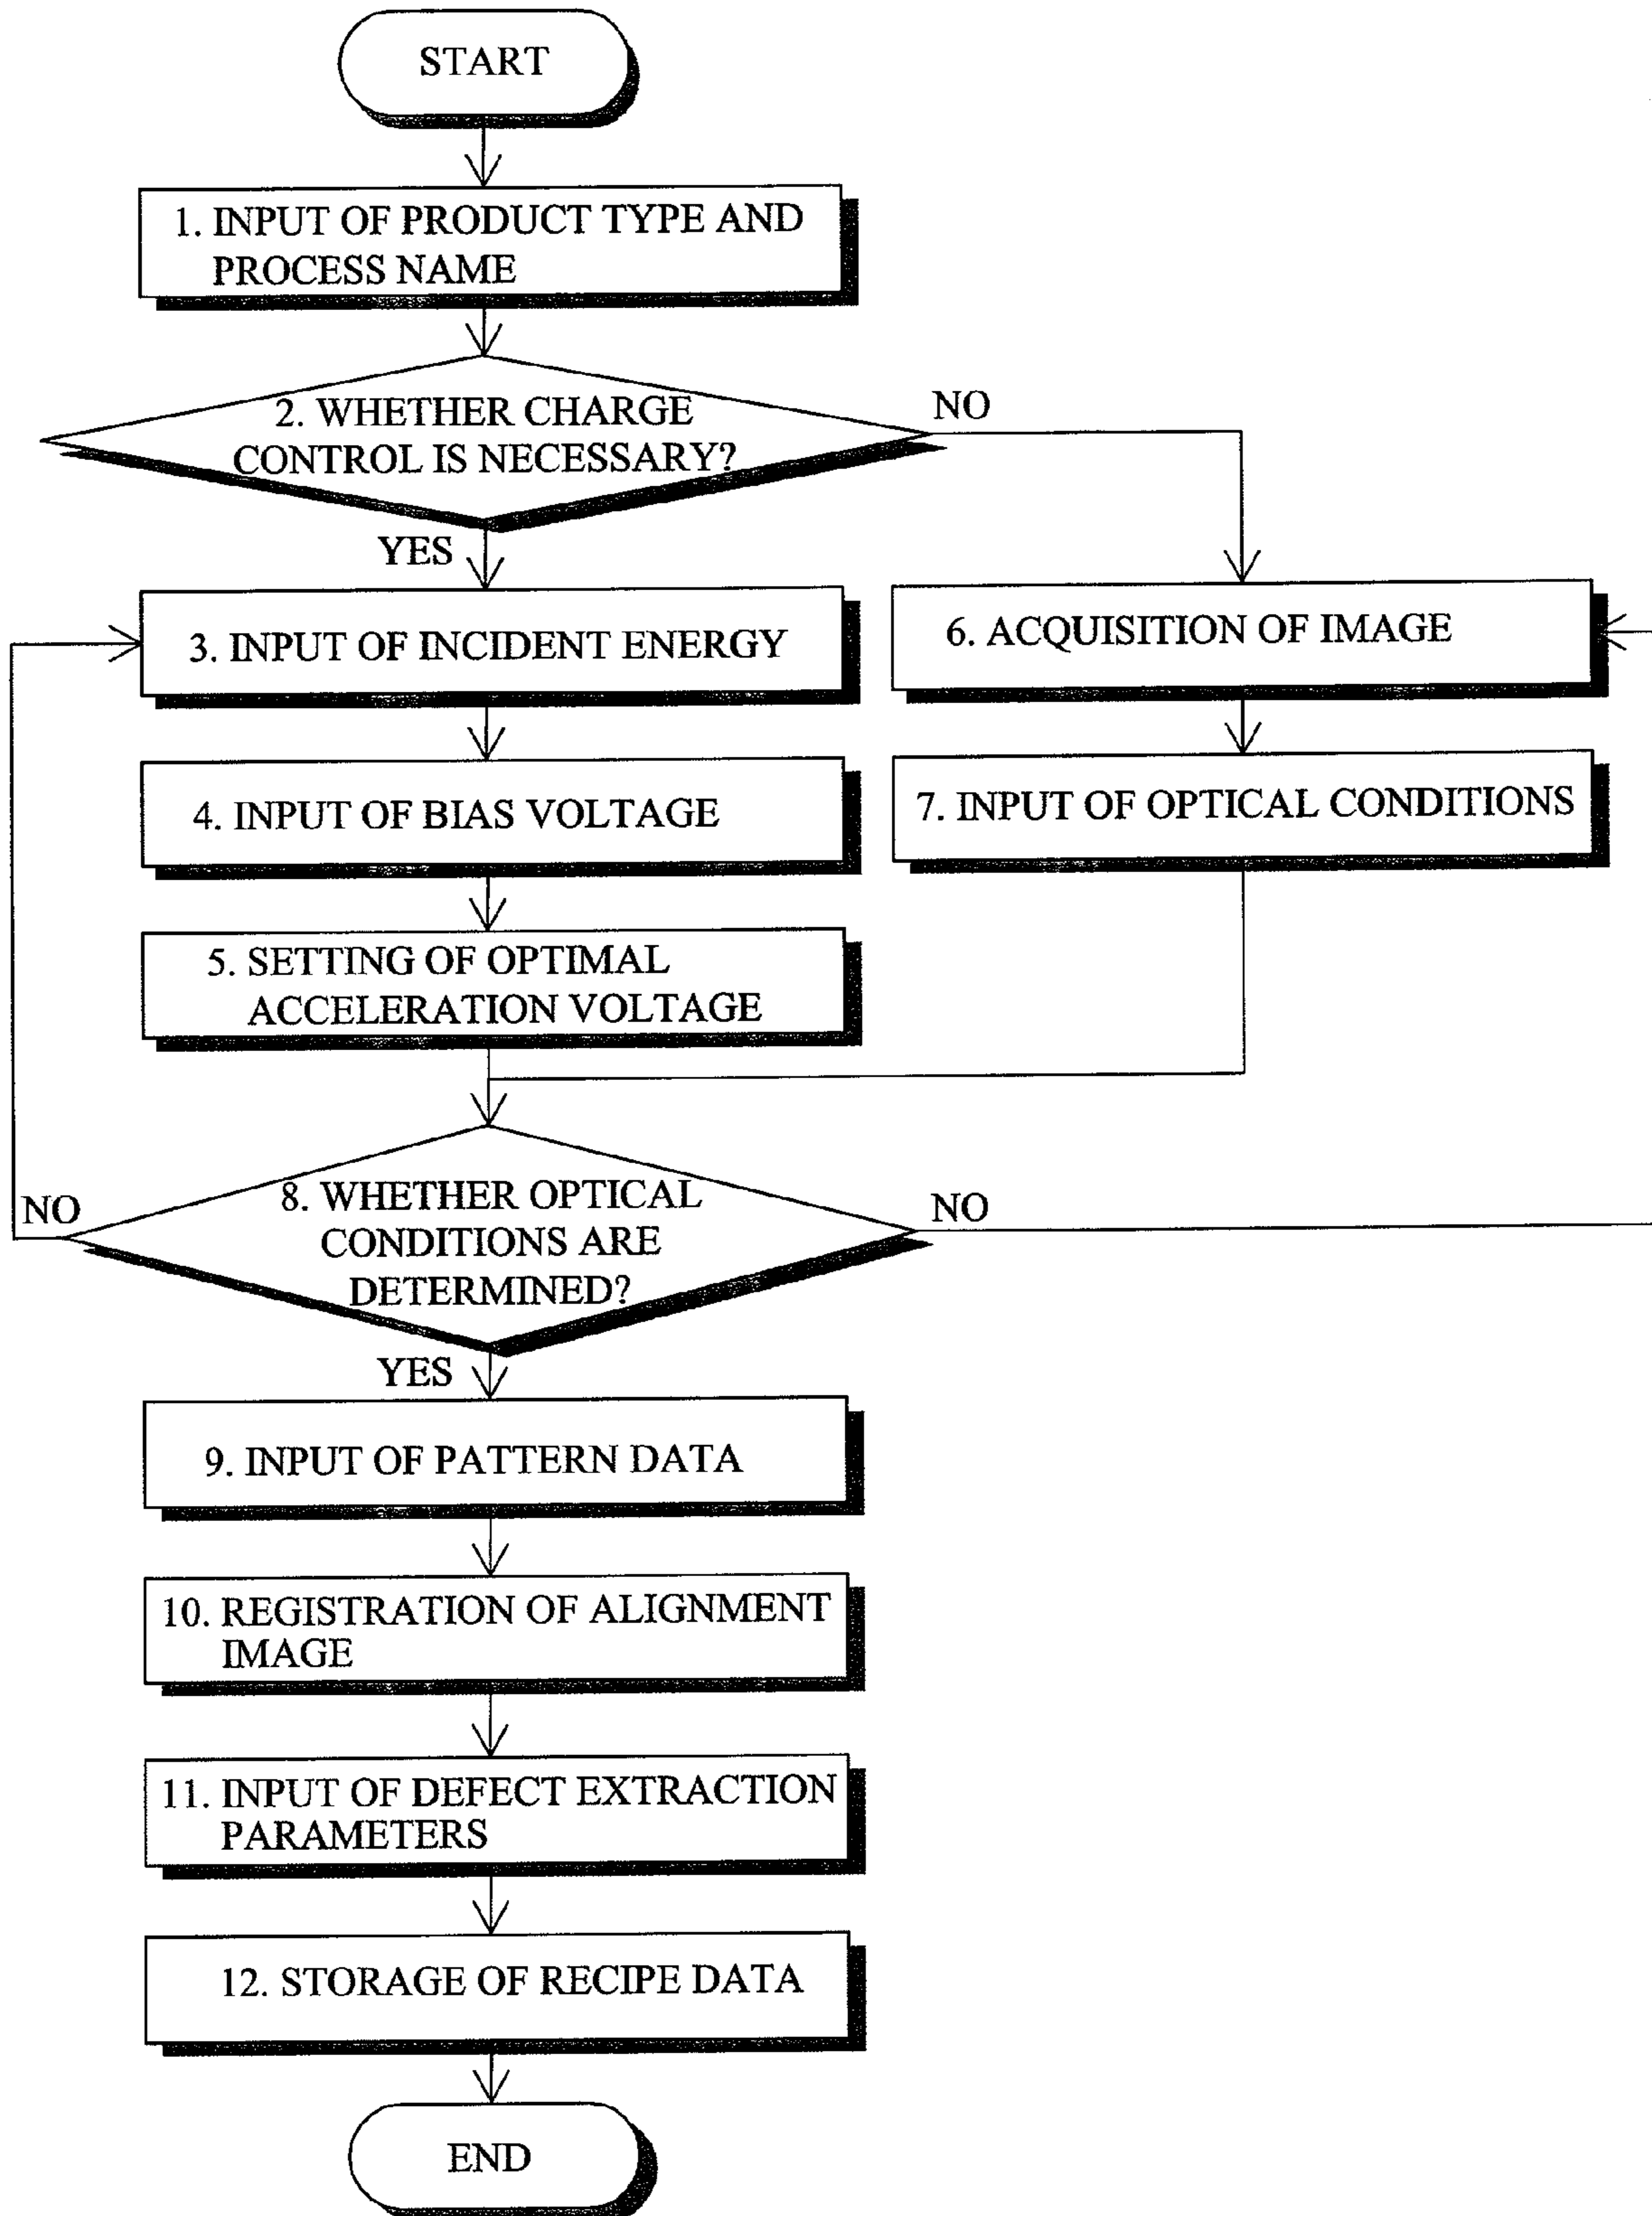 START
1. INPUT OF PRODUCT TYPE AND
PROCESS NAME
2. WHETHER CHARGE
CONTROL IS NECESSARY?
NO
YES
3. INPUT OF INCIDENT ENERGY
6. ACQUISITION OF IMAGE
4. INPUT OF BIAS VOLTAGE
7. INPUT OF OPTICAL CONDITIONS
5. SETTING OF OPTIMAL
ACCELERATION VOLTAGE
8. WHETHER OPTICAL
CONDITIONS ARE
DETERMINED?
NO
NO
YES
9. INPUT OF PATTERN DATA
10. REGISTRATION OF ALIGNMENT
IMAGE
11. INPUT OF DEFECT EXTRACTION
PARAMETERS
12. STORAGE OF RECIPE DATA
END